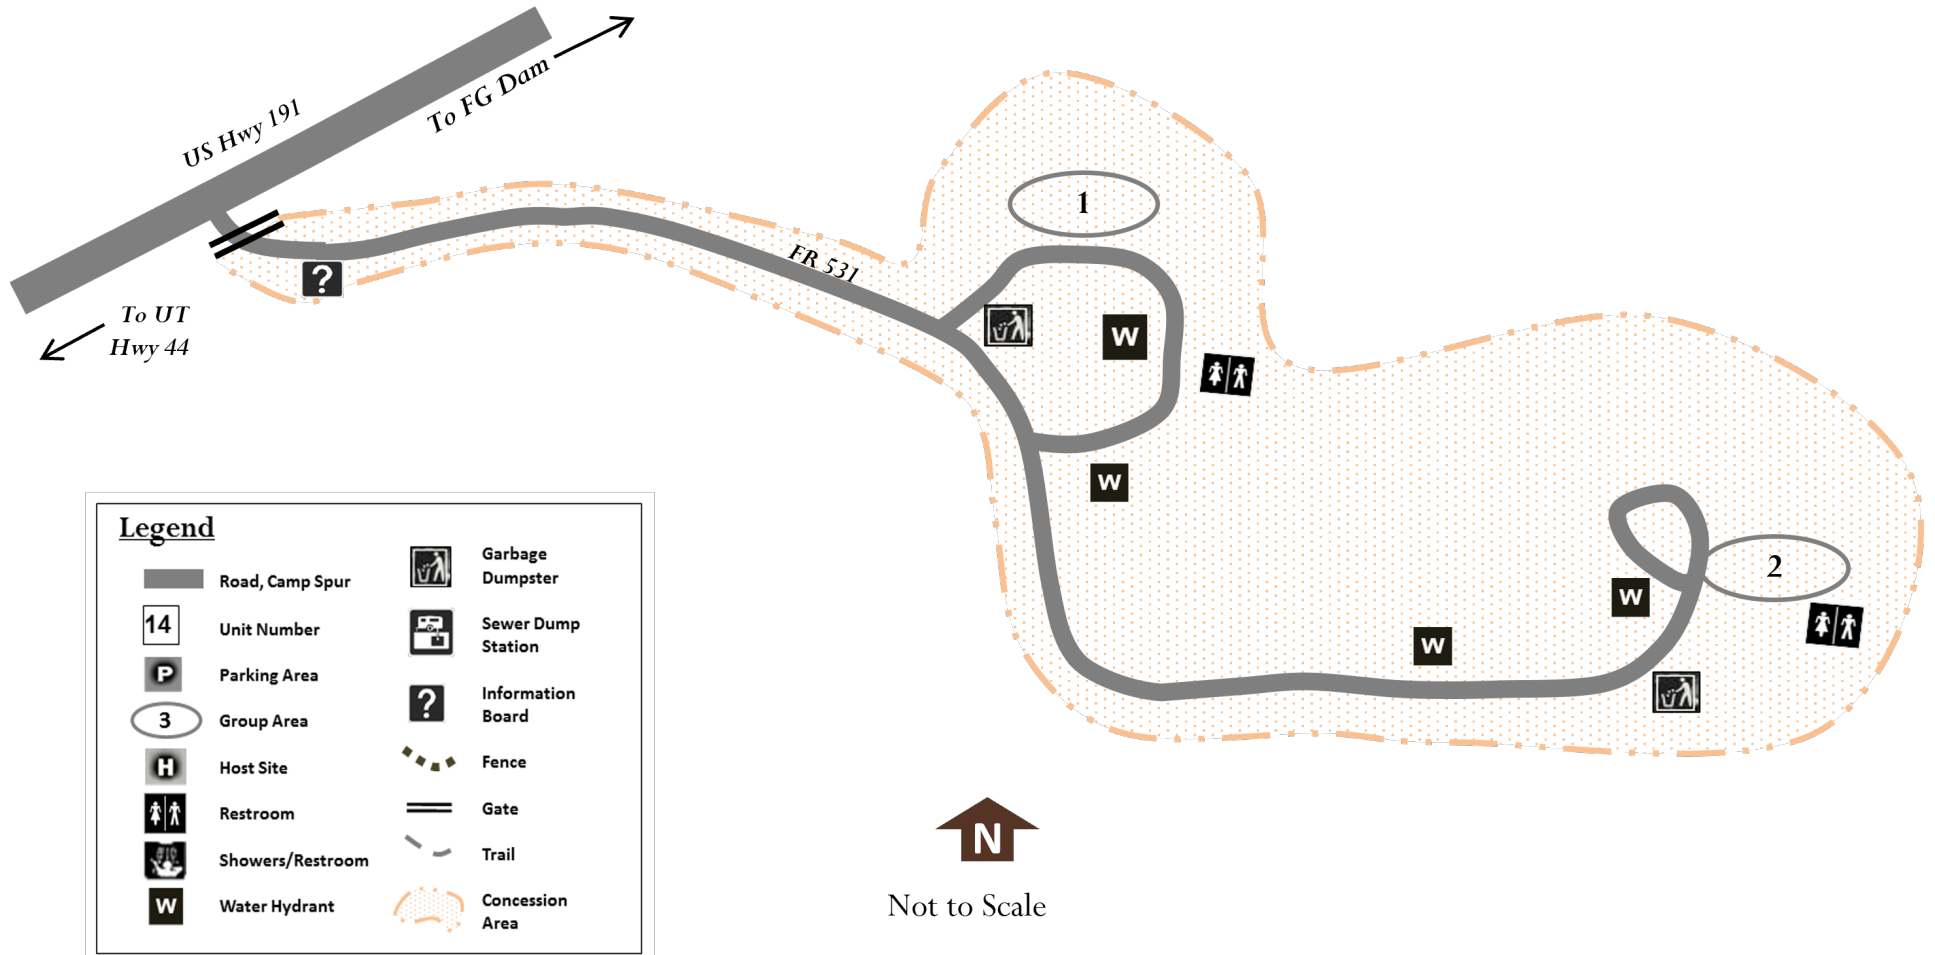 US Hwy 191
To FG Dam
To UT
Hwy 44
FR 531
1
W
W
2
W
W
?
Legend
Road, Camp Spur
14
Unit Number
P
Parking Area
3
Group Area
H
Host Site
Restroom
Showers/Restroom
W
Water Hydrant
Garbage
Dumpster
Sewer Dump
Station
?
Information
Board
Fence
Gate
Trail
Concession
Area
N
Not to Scale